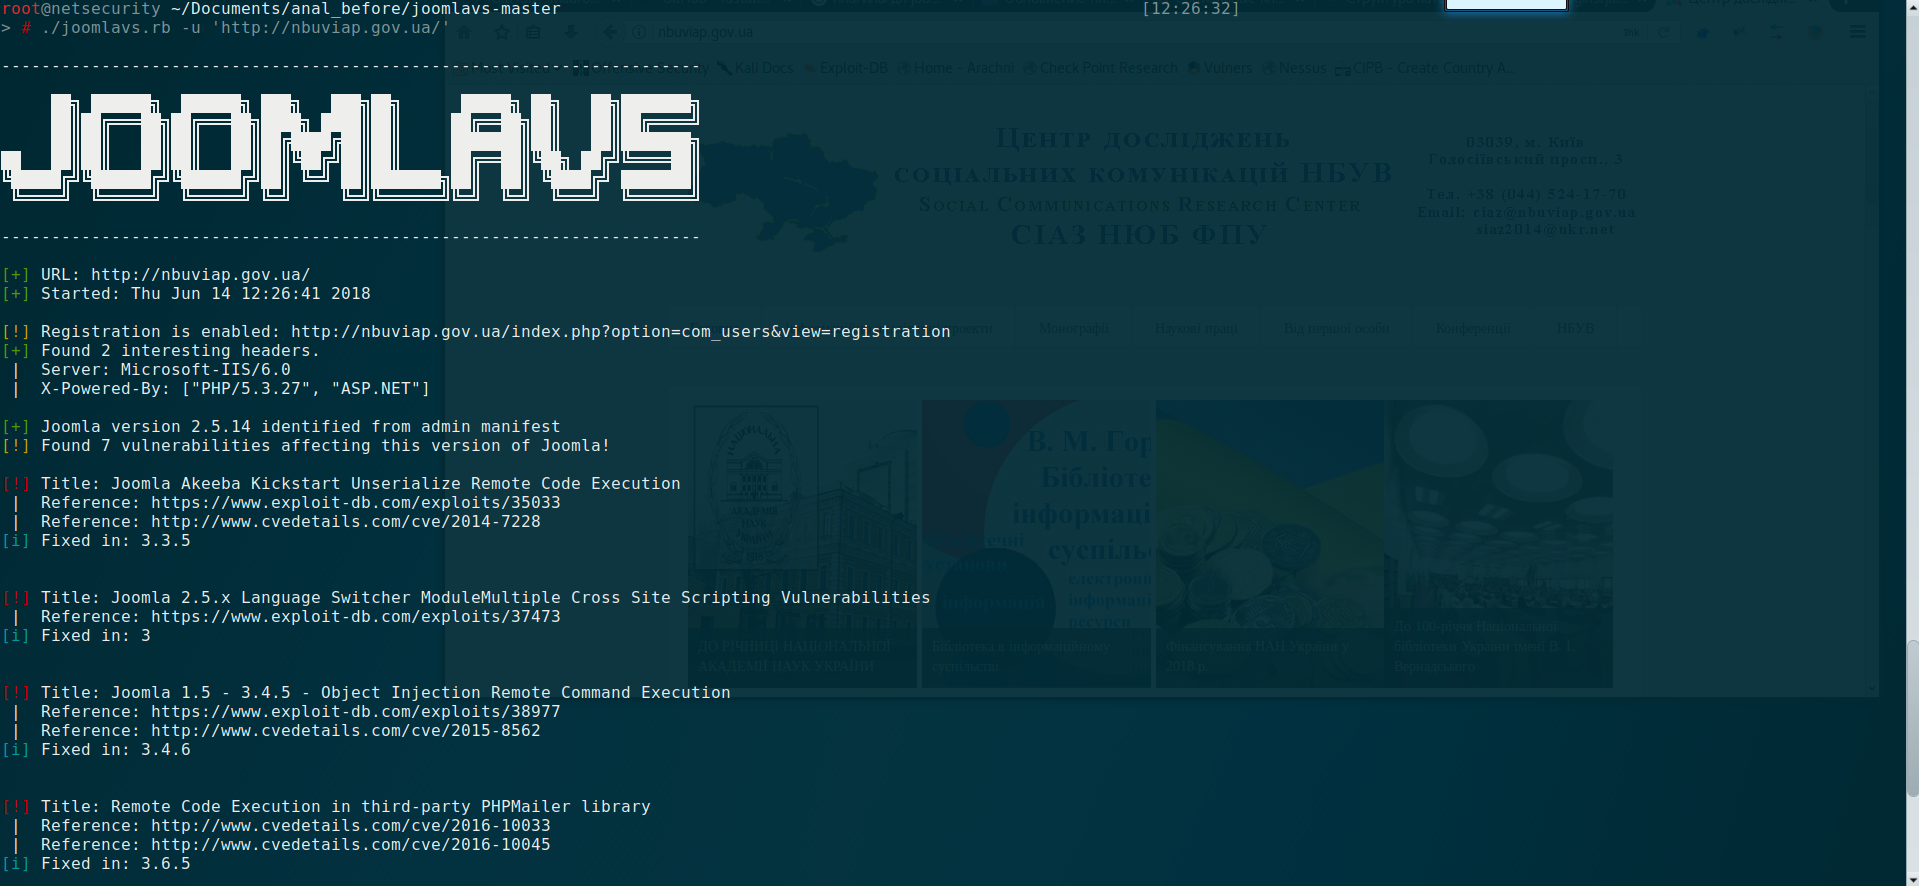 root@netsecurity ~/Documents/anal_before/joomlavs-master [12:26:32]
> # ./joomlavs.rb -u 'http://nbuviap.gov.ua/'
----------------------------------------------------------------------
JOOMLAVS
----------------------------------------------------------------------
[+] URL: http://nbuviap.gov.ua/
[+] Started: Thu Jun 14 12:26:41 2018
[!] Registration is enabled: http://nbuviap.gov.ua/index.php?option=com_users&view=registration
[+] Found 2 interesting headers.
| Server: Microsoft-IIS/6.0
| X-Powered-By: ["PHP/5.3.27", "ASP.NET"]
[+] Joomla version 2.5.14 identified from admin manifest
[!] Found 7 vulnerabilities affecting this version of Joomla!
[!] Title: Joomla Akeeba Kickstart Unserialize Remote Code Execution
| Reference: https://www.exploit-db.com/exploits/35033
| Reference: http://www.cvedetails.com/cve/2014-7228
[i] Fixed in: 3.3.5
[!] Title: Joomla 2.5.x Language Switcher ModuleMultiple Cross Site Scripting Vulnerabilities
| Reference: https://www.exploit-db.com/exploits/37473
[i] Fixed in: 3
[!] Title: Joomla 1.5 - 3.4.5 - Object Injection Remote Command Execution
| Reference: https://www.exploit-db.com/exploits/38977
| Reference: http://www.cvedetails.com/cve/2015-8562
[i] Fixed in: 3.4.6
[!] Title: Remote Code Execution in third-party PHPMailer library
| Reference: http://www.cvedetails.com/cve/2016-10033
| Reference: http://www.cvedetails.com/cve/2016-10045
[i] Fixed in: 3.6.5
nbuviap.gov.ua
Most Visited Offensive Security Kali Docs Exploit-DB Home - Arachni Check Point Research Vulners Nessus CIPB - Create Country A...
Центр досліджень
соціальних комунікацій НБУВ
Social Communications Research Center
СІАЗ НЮБ ФПУ
03039, м. Київ
Голосіївський просп., 3
Тел. +38 (044) 524-17-70
Email: ciaz@nbuviap.gov.ua
siaz2014@ukr.net
Монографії Наукові праці Від першої особи Конференції НБУВ
НАЦІОНАЛЬНА
АКАДЕМІЯ
НАУК
УКРАЇНИ
ДО РІЧНИЦІ НАЦІОНАЛЬНОЇ
АКАДЕМІЇ НАУК УКРАЇНИ
В. М. Гор
Бібліоте
інформаці
суспільс
електронн
інформаці
ресурси
Бібліотека в інформаційному
суспільстві
Фінансування НАН України у
2018 р.
До 100-річчя Національної
бібліотеки України імені В. І.
Вернадського